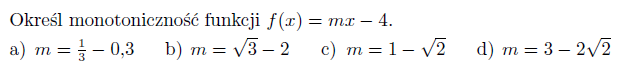 Określ monotoniczność funkcji f(x) = mx − 4.
a) m = 1/3 − 0,3 b) m = √3 − 2 c) m = 1 − √2 d) m = 3 − 2√2